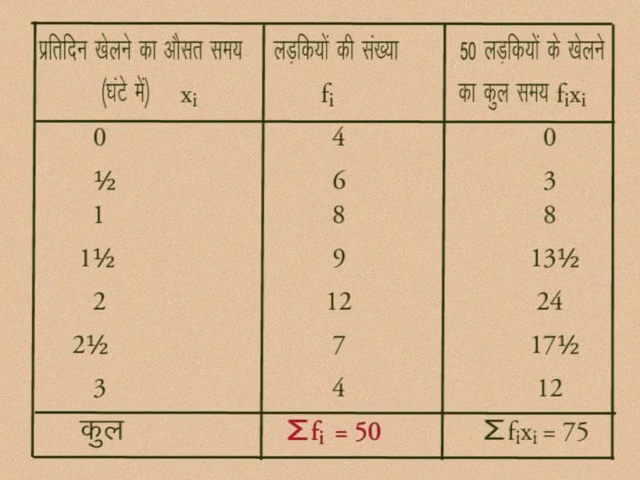 प्रतिदिन खेलने का औसत समय लड़कियों की संख्या 50 लड़कियों के खेलने
(घंटे में) xᵢ fᵢ का कुल समय fᵢxᵢ
0 4 0
½ 6 3
1 8 8
1½ 9 13½
2 12 24
2½ 7 17½
3 4 12
कुल Σfᵢ = 50 Σfᵢxᵢ = 75